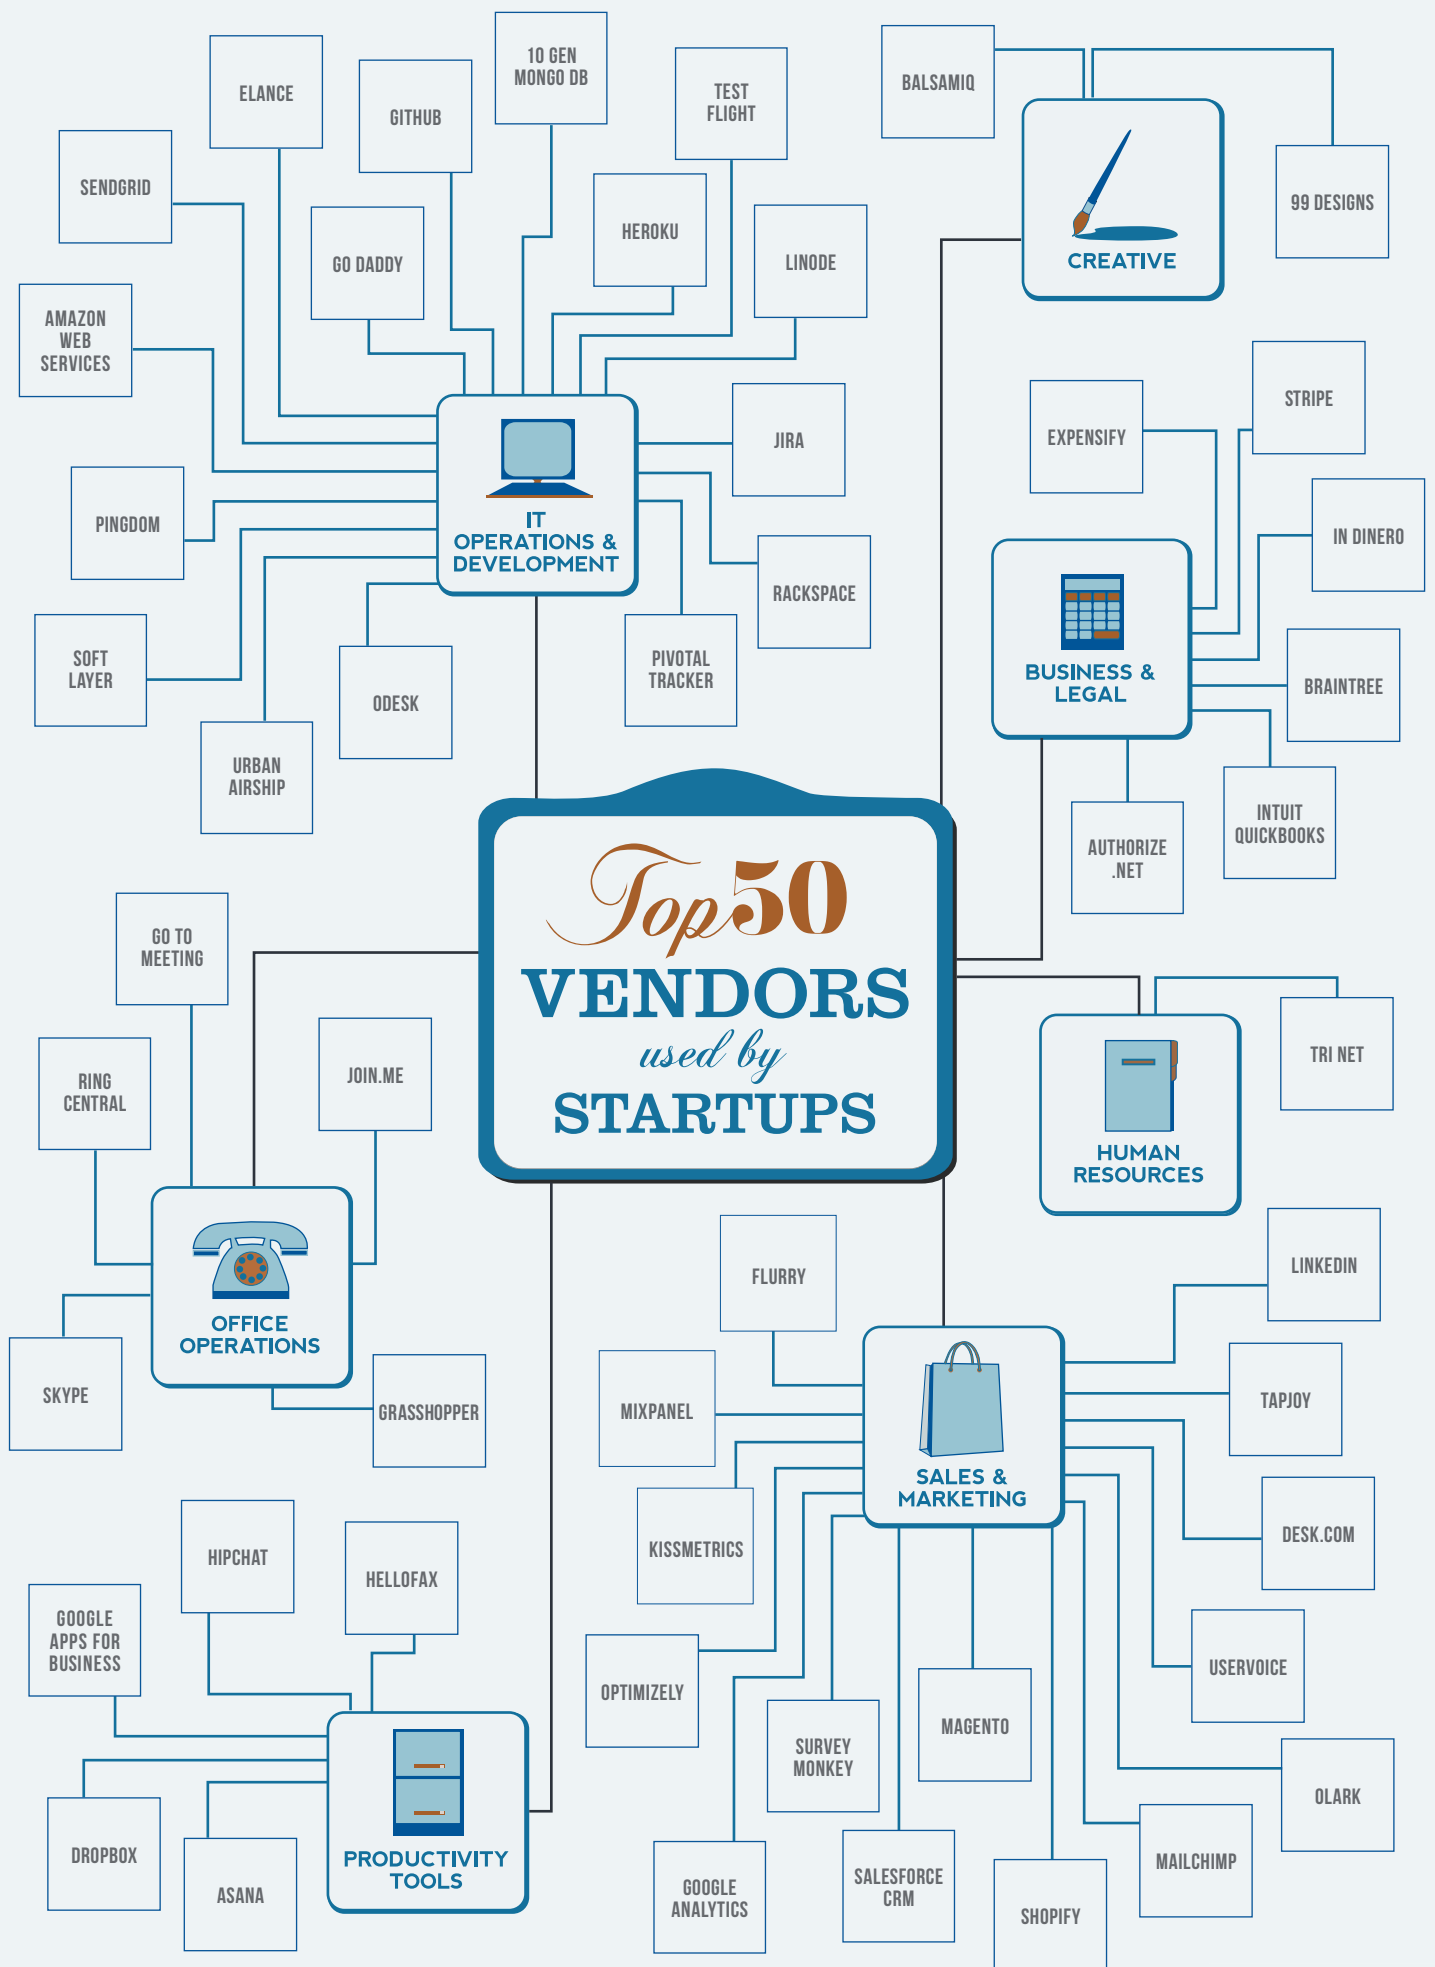 ELANCE
GITHUB
10 GEN
MONGO DB
TEST
FLIGHT
SENDGRID
GO DADDY
HEROKU
LINODE
AMAZON
WEB
SERVICES
JIRA
PINGDOM
IT
OPERATIONS &
DEVELOPMENT
RACKSPACE
SOFT
LAYER
ODESK
PIVOTAL
TRACKER
URBAN
AIRSHIP
BALSAMIQ
99 DESIGNS
CREATIVE
STRIPE
EXPENSIFY
IN DINERO
BUSINESS &
LEGAL
BRAINTREE
INTUIT
QUICKBOOKS
AUTHORIZE
.NET
Top 50
VENDORS
used by
STARTUPS
GO TO
MEETING
RING
CENTRAL
JOIN.ME
OFFICE
OPERATIONS
SKYPE
GRASSHOPPER
TRI NET
HUMAN
RESOURCES
FLURRY
LINKEDIN
MIXPANEL
TAPJOY
SALES &
MARKETING
KISSMETRICS
DESK.COM
OPTIMIZELY
USERVOICE
SURVEY
MONKEY
MAGENTO
OLARK
GOOGLE
ANALYTICS
SALESFORCE
CRM
SHOPIFY
MAILCHIMP
HIPCHAT
HELLOFAX
GOOGLE
APPS FOR
BUSINESS
DROPBOX
ASANA
PRODUCTIVITY
TOOLS